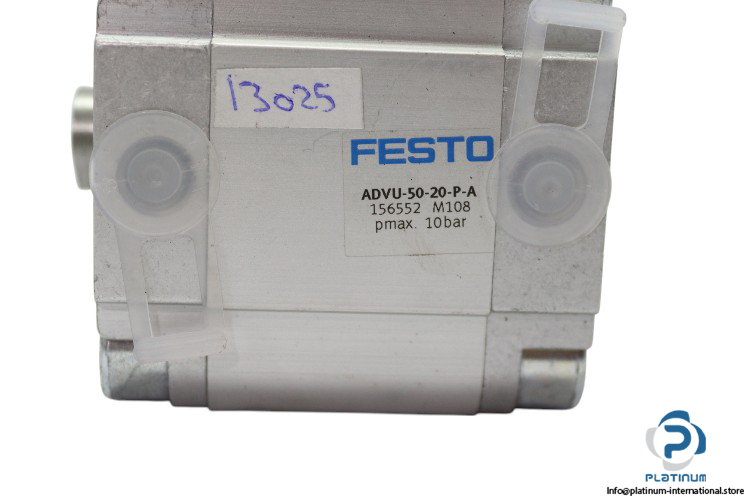 13025
FESTO
ADVU-50-20-P-A
156552 M108
pmax. 10bar
PLATINUM
Info@platinum-international.store